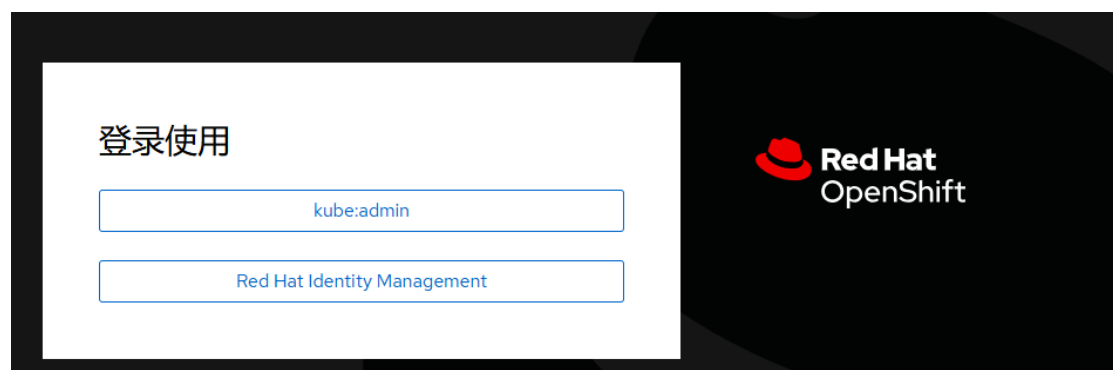 登录使用
kube:admin
Red Hat Identity Management
Red Hat
OpenShift